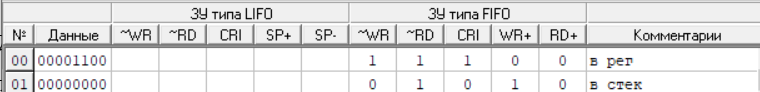 ЗУ типа LIFO ЗУ типа FIFO
№ Данные ~WR ~RD CRI SP+ SP- ~WR ~RD CRI WR+ RD+ Комментарии
00 00001100 1 1 1 0 0 в рег
01 00000000 0 1 0 1 0 в стек